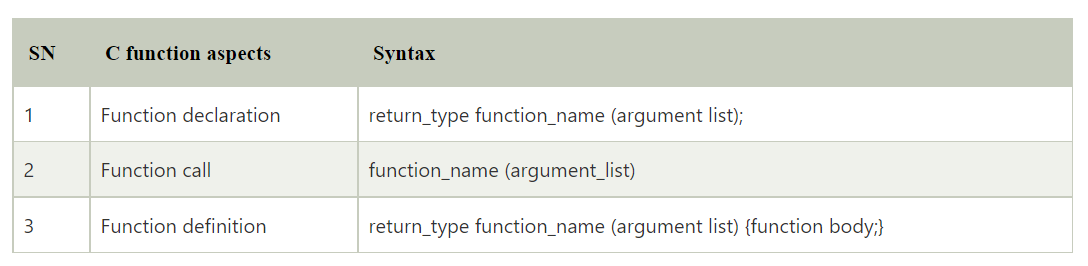 SN C function aspects Syntax
1 Function declaration return_type function_name (argument list);
2 Function call function_name (argument_list)
3 Function definition return_type function_name (argument list) {function body;}